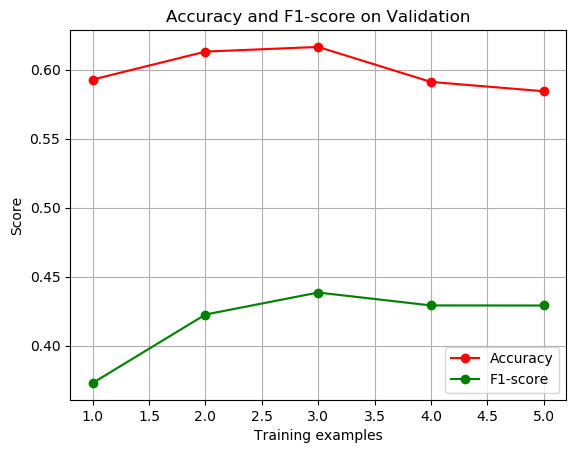 Accuracy and F1-score on Validation
0.60
0.55
0.50
0.45
0.40
Score
1.0 1.5 2.0 2.5 3.0 3.5 4.0 4.5 5.0
Training examples
Accuracy
F1-score